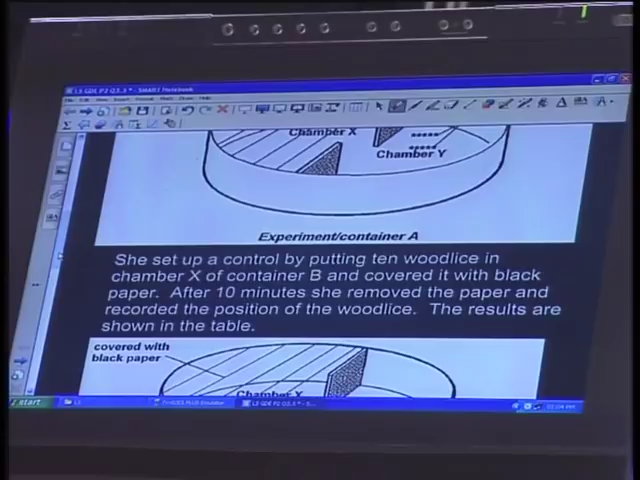 SMART Notebook
Chamber X
Chamber Y
Experiment/container A
She set up a control by putting ten woodlice in
chamber X of container B and covered it with black
paper. After 10 minutes she removed the paper and
recorded the position of the woodlice. The results are
shown in the table.
covered with
black paper
Chamber X
start